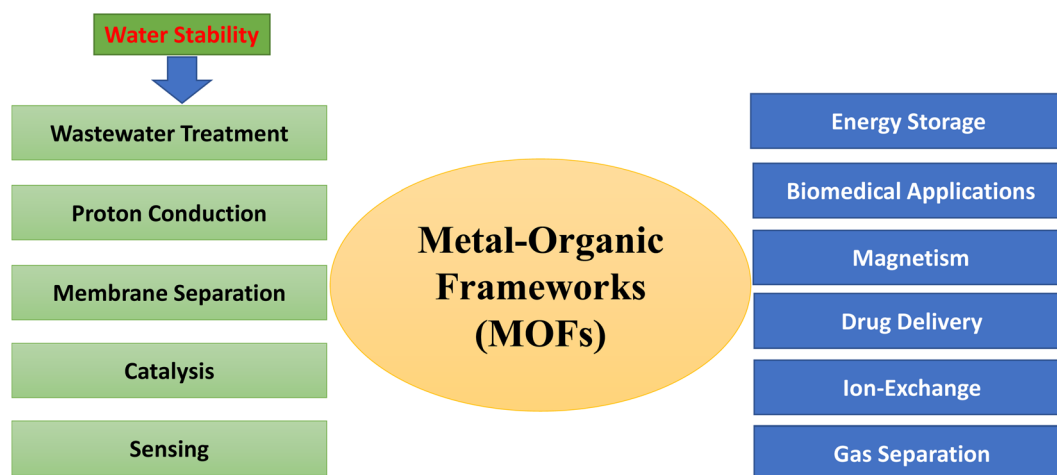 Water Stability
Wastewater Treatment
Proton Conduction
Membrane Separation
Catalysis
Sensing
Metal-Organic
Frameworks
(MOFs)
Energy Storage
Biomedical Applications
Magnetism
Drug Delivery
Ion-Exchange
Gas Separation